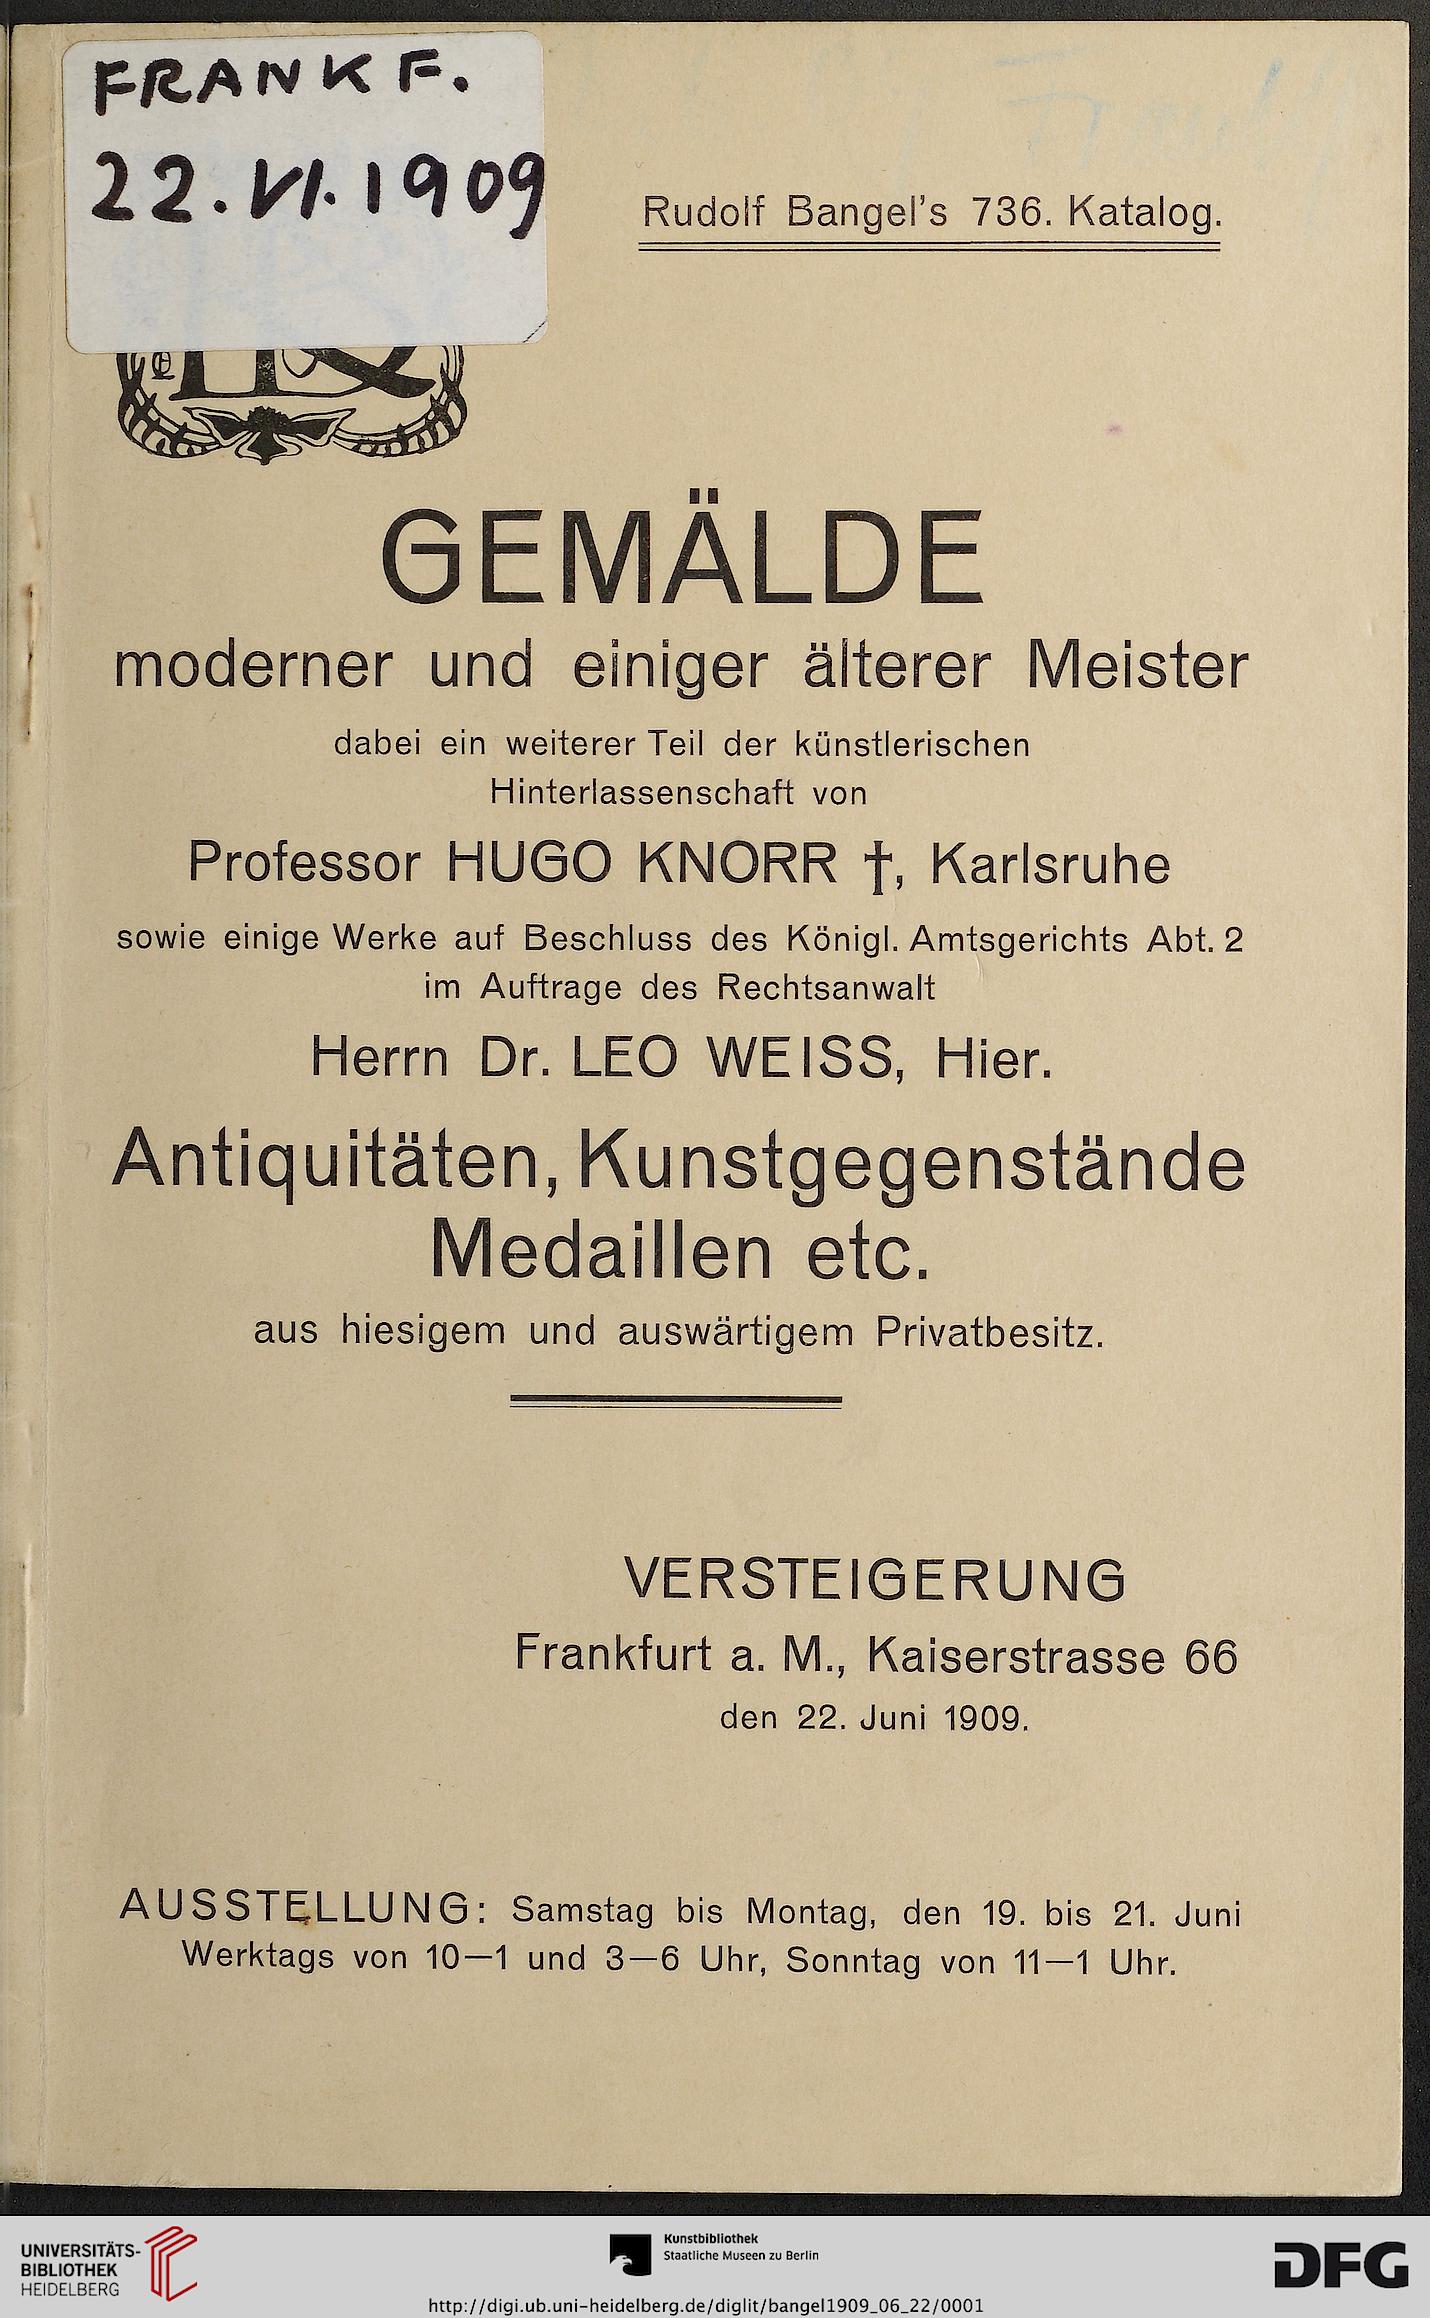 FRANKF.
22.VI.1909
Rudolf Bangel's 736. Katalog.
GEMÄLDE
moderner und einiger älterer Meister
dabei ein weiterer Teil der künstlerischen
Hinterlassenschaft von
Professor HUGO KNORR †, Karlsruhe
sowie einige Werke auf Beschluss des Königl. Amtsgerichts Abt. 2
im Auftrage des Rechtsanwalt
Herrn Dr. LEO WEISS, Hier.
Antiquitäten, Kunstgegenstände
Medaillen etc.
aus hiesigem und auswärtigem Privatbesitz.
VERSTEIGERUNG
Frankfurt a. M., Kaiserstrasse 66
den 22. Juni 1909.
AUSSTELLUNG: Samstag bis Montag, den 19. bis 21. Juni
Werktags von 10—1 und 3—6 Uhr, Sonntag von 11—1 Uhr.
UNIVERSITÄTS-
BIBLIOTHEK
HEIDELBERG
Kunstbibliothek
Staatliche Museen zu Berlin
DFG
http://digi.ub.uni-heidelberg.de/diglit/bangel1909_06_22/0001